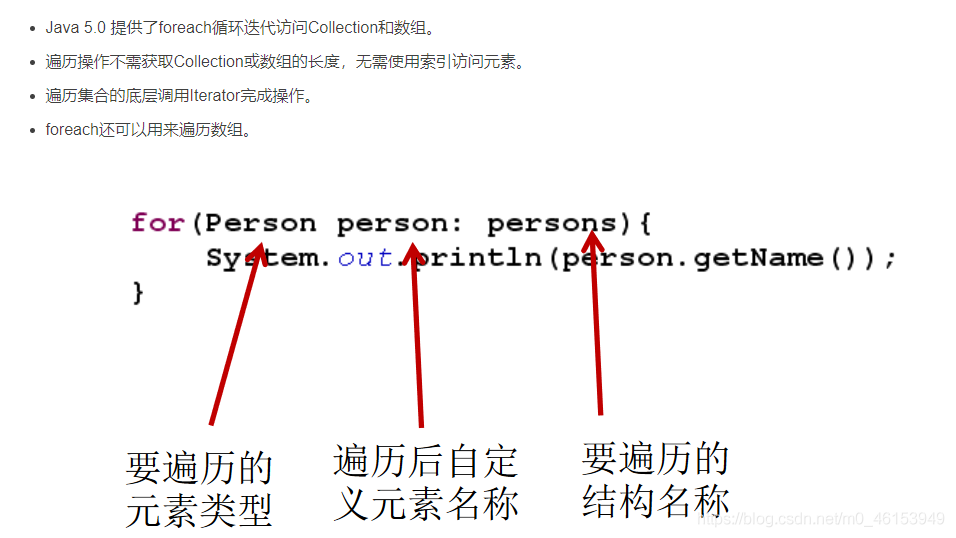 Java 5.0 提供了foreach循环迭代访问Collection和数组。
遍历操作不需获取Collection或数组的长度，无需使用索引访问元素。
遍历集合的底层调用Iterator完成操作。
foreach还可以用来遍历数组。
for(Person person: persons){
System.out.println(person.getName());
}
要遍历的
元素类型
遍历后自定
义元素名称
要遍历的
结构名称
https://blog.csdn.net/m0_46153949